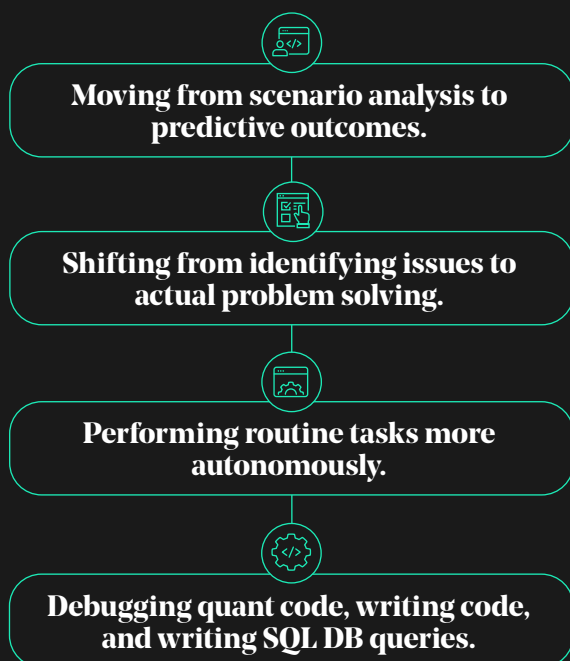 Moving from scenario analysis to
predictive outcomes.
Shifting from identifying issues to
actual problem solving.
Performing routine tasks more
autonomously.
Debugging quant code, writing code,
and writing SQL DB queries.